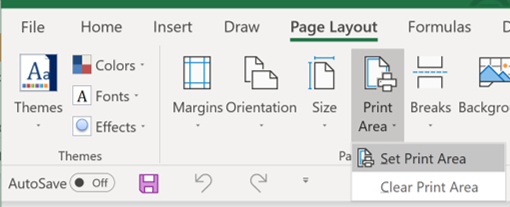 File Home Insert Draw Page Layout Formulas D
Aa Colors
A Fonts
Effects
Themes Margins Orientation Size Print Area Breaks Backgro
Themes Pa
Set Print Area
AutoSave Off
Clear Print Area